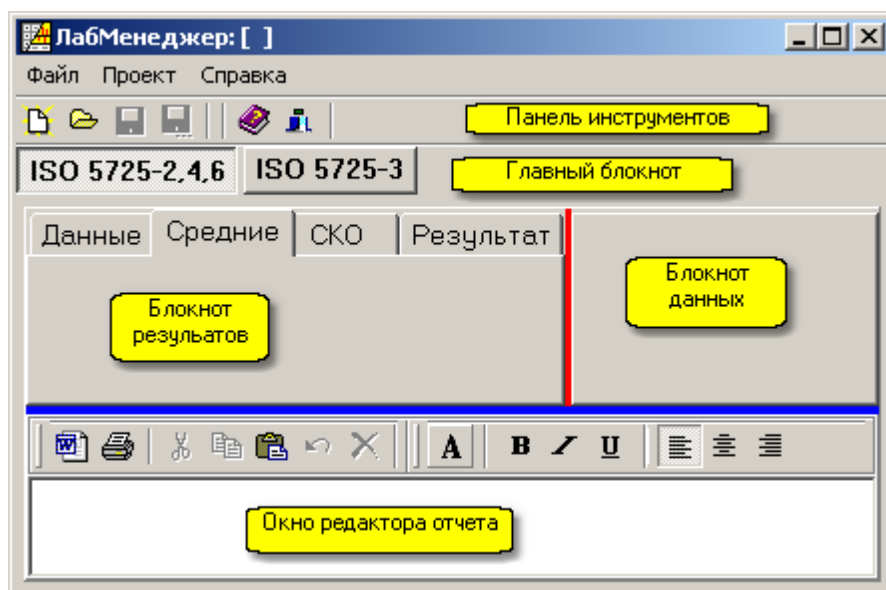 ЛабМенеджер: [ ]
Файл Проект Справка
Панель инструментов
ISO 5725-2,4,6 ISO 5725-3 Главный блокнот
Данные Средние СКО Результат
Блокнот
данных
Блокнот
резульатов
A B I U
Окно редактора отчета